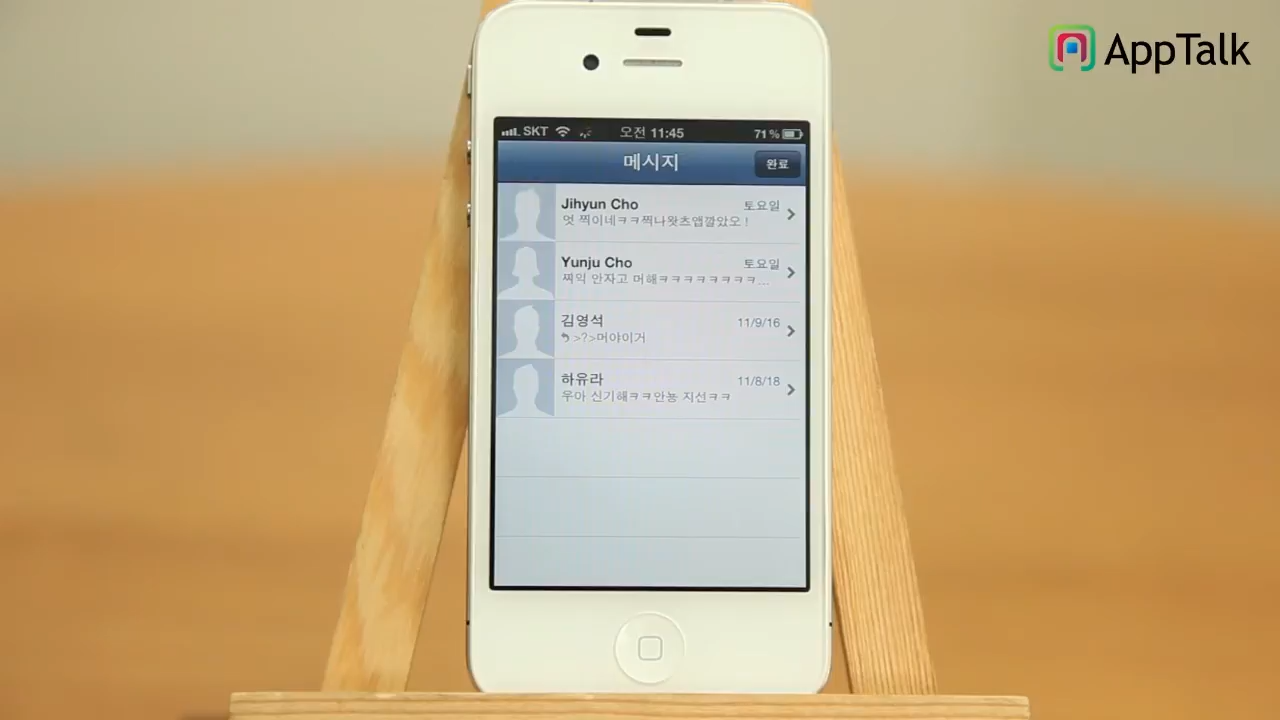 AppTalk
SKT 오전 11:45 71%
메시지 완료
Jihyun Cho 토요일
엇 찍이네ㅋㅋ찍나왓츠앱깔았오 !
Yunju Cho 토요일
찌익 안자고 머해ㅋㅋㅋㅋㅋㅋㅋㅋ...
김영석 11/9/16
>?>머야이거
하유라 11/8/18
우아 신기해ㅋㅋ안뇽 지선ㅋㅋ